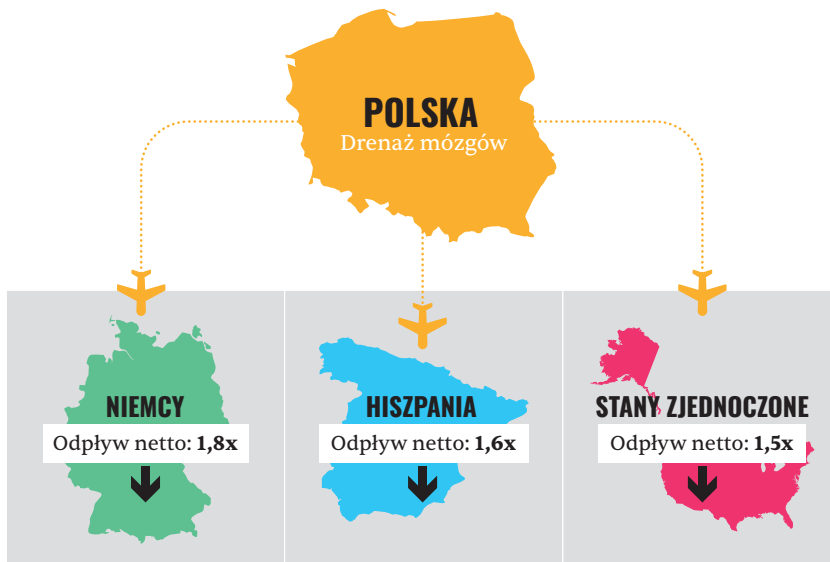 POLSKA
Drenaż mózgów
NIEMCY
Odpływ netto: 1,8x
HISZPANIA
Odpływ netto: 1,6x
STANY ZJEDNOCZONE
Odpływ netto: 1,5x